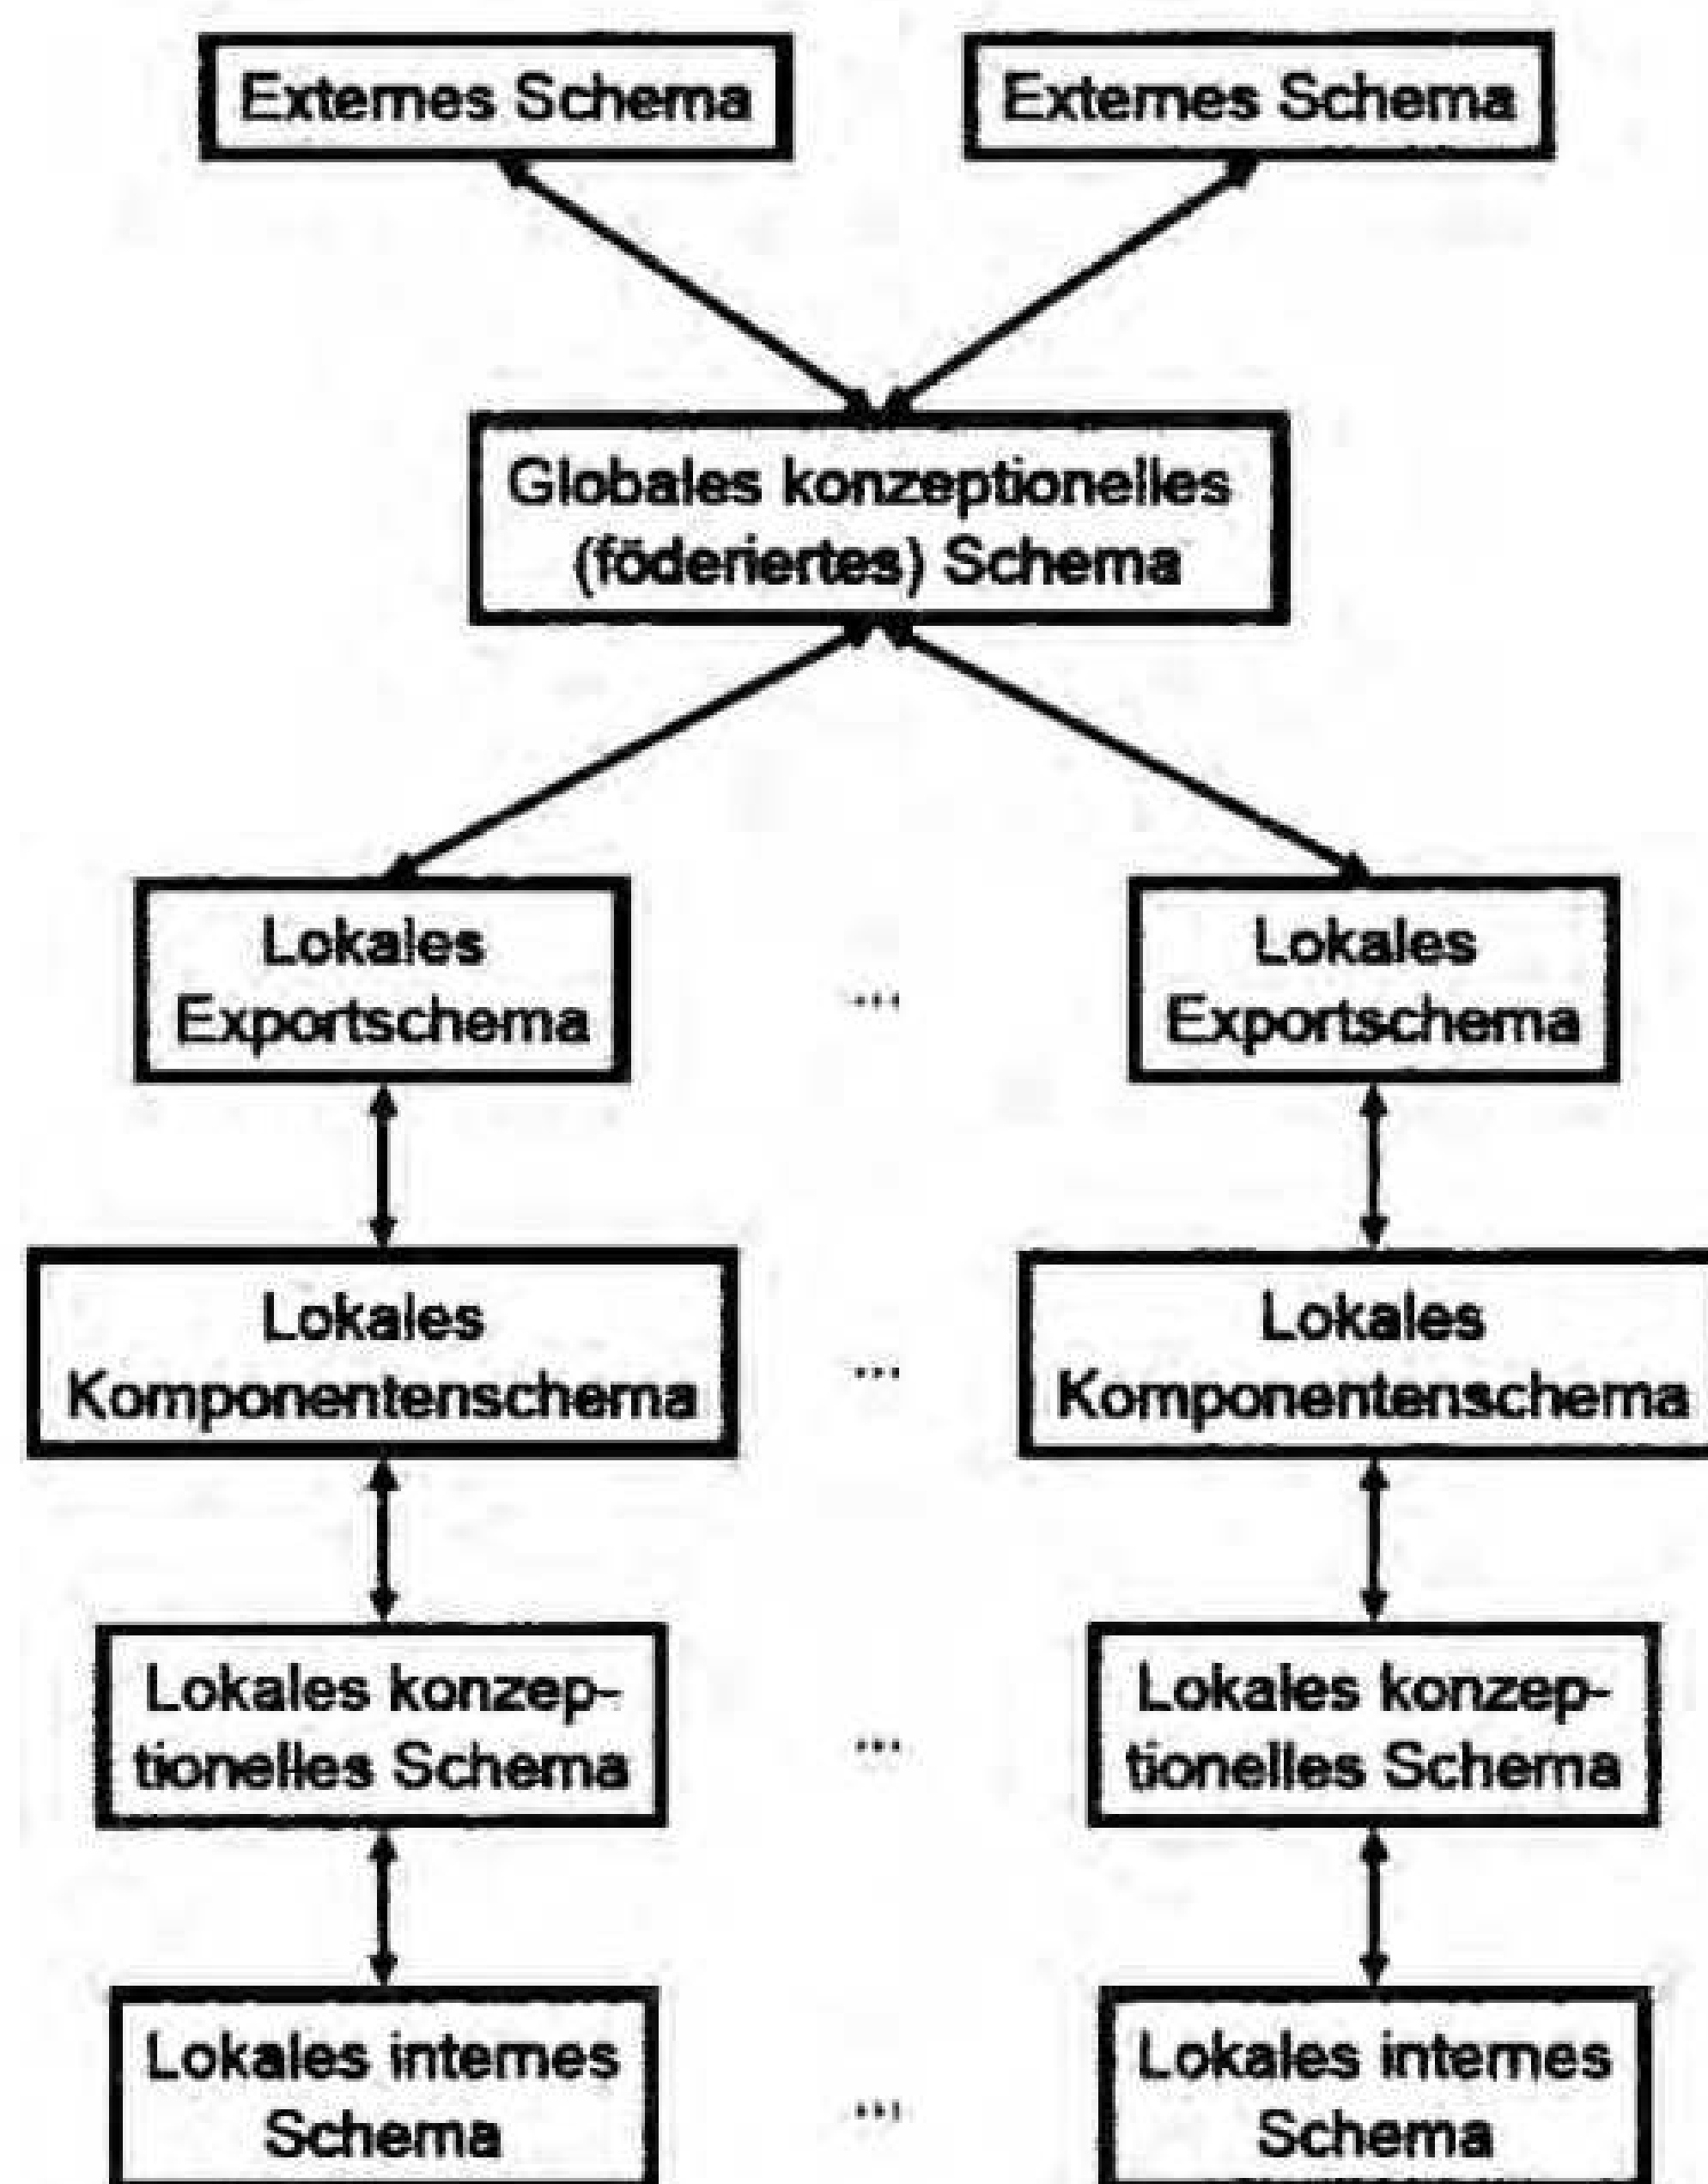 Externes Schema
Externes Schema
Globales konzeptionelles
(föderiertes) Schema
Lokales
Exportschema
...
Lokales
Exportschema
Lokales
Komponentenschema
...
Lokales
Komponentenschema
Lokales konzep-
tionelles Schema
...
Lokales konzep-
tionelles Schema
Lokales internes
Schema
...
Lokales internes
Schema